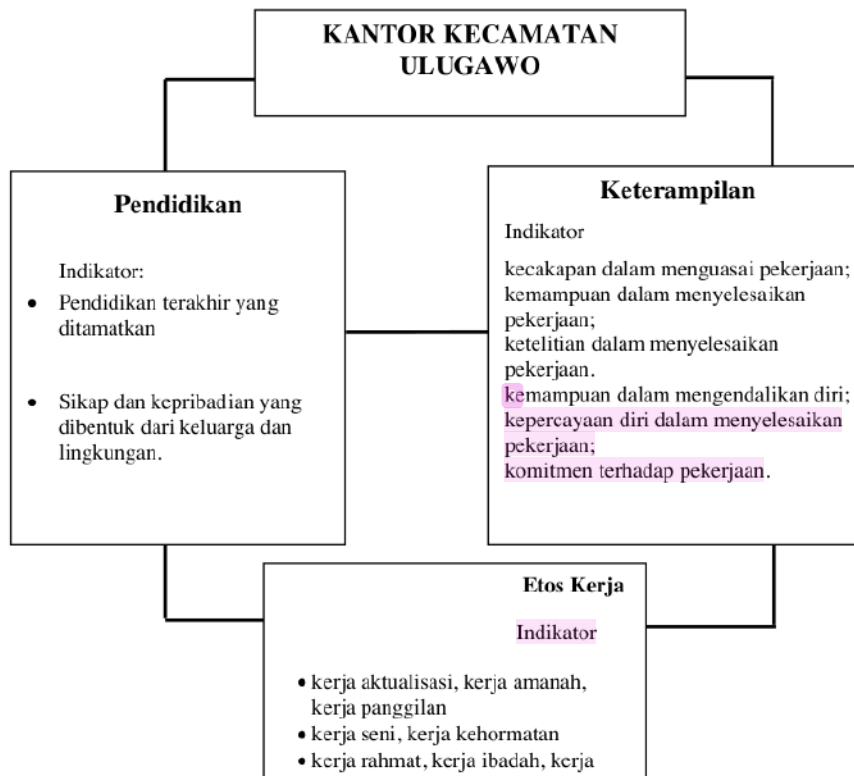 KANTOR KECAMATAN
ULUGAWO
Pendidikan
Indikator:
• Pendidikan terakhir yang
ditamatkan
• Sikap dan kepribadian yang
dibentuk dari keluarga dan
lingkungan.
Keterampilan
Indikator
kecakapan dalam menguasai pekerjaan;
kemampuan dalam menyelesaikan
pekerjaan;
ketelitian dalam menyelesaikan
pekerjaan.
kemampuan dalam mengendalikan diri;
kepercayaan diri dalam menyelesaikan
pekerjaan;
komitmen terhadap pekerjaan.
Etos Kerja
Indikator
• kerja aktualisasi, kerja amanah,
kerja panggilan
• kerja seni, kerja kehormatan
• kerja rahmat, kerja ibadah, kerja